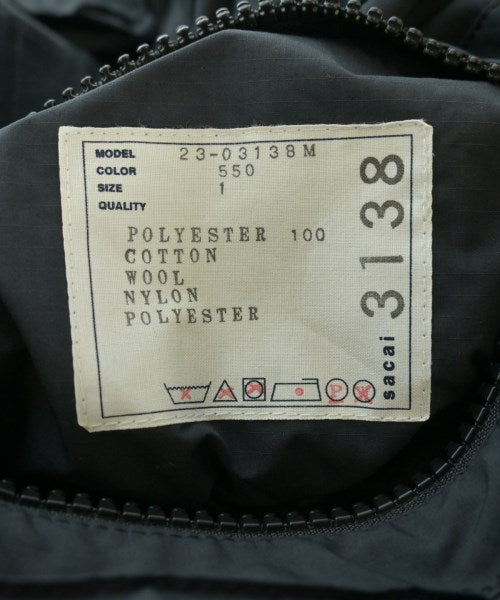 MODEL 23-03138M
COLOR 550
SIZE 1
QUALITY
POLYESTER 100
COTTON
WOOL
NYLON
POLYESTER
sacai 3138
P